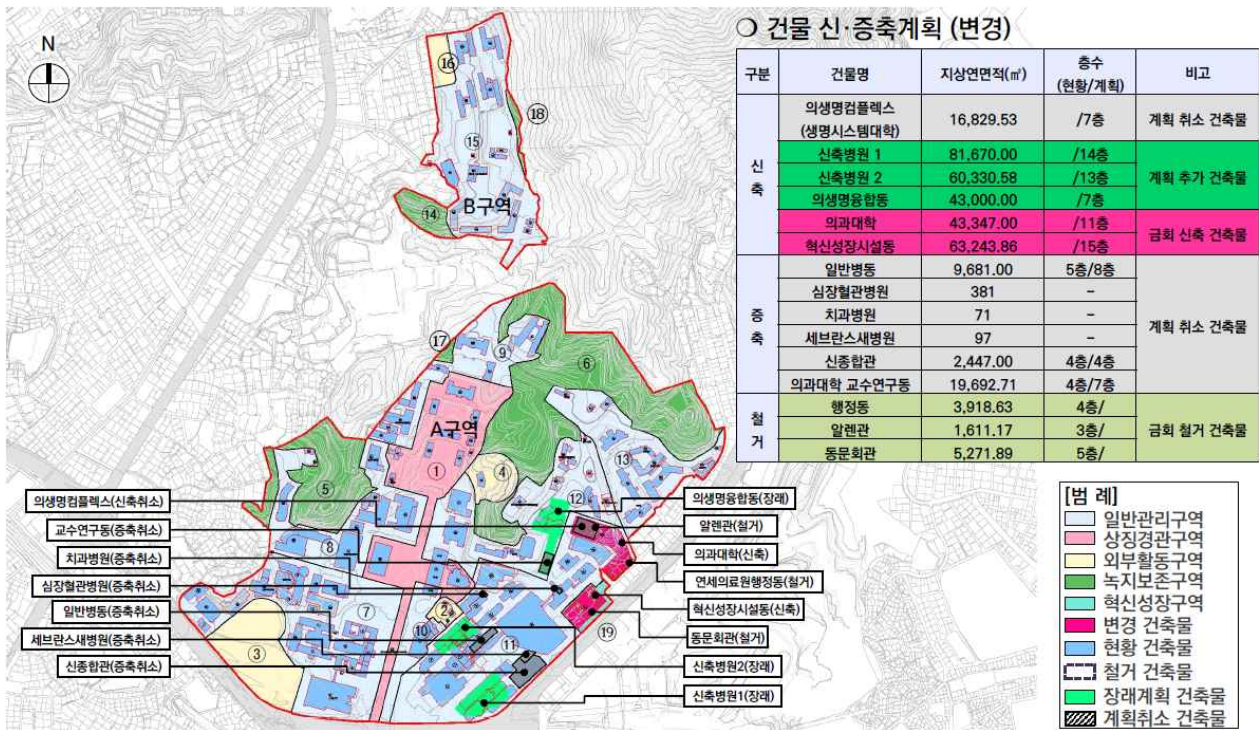 ○ 건물 신·증축계획 (변경)
구분 건물명 지상연면적(㎡) 층수 (현황/계획) 비고
신축
의생명컴플렉스 (생명시스템대학) 16,829.53 /7층 계획 취소 건축물
신축병원 1 81,670.00 /14층 계획 추가 건축물
신축병원 2 60,330.58 /13층
의생명융합동 43,000.00 /7층
의과대학 43,347.00 /11층 금회 신축 건축물
혁신성장시설동 63,243.86 /15층
증축
일반병동 9,681.00 5층/8층 계획 취소 건축물
심장혈관병원 381 -
치과병원 71 -
세브란스새병원 97 -
신종합관 2,447.00 4층/4층
의과대학 교수연구동 19,692.71 4층/7층
철거
행정동 3,918.63 4층/ 금회 철거 건축물
알렌관 1,611.17 3층/
동문회관 5,271.89 5층/
N
⑯
⑱
⑮
⑭
B구역
⑰
⑨
⑥
A구역
①
④
⑬
⑤
⑫
⑧
⑦
②
⑩
⑪
⑲
③
의생명컴플렉스(신축취소)
교수연구동(증축취소)
치과병원(증축취소)
심장혈관병원(증축취소)
일반병동(증축취소)
세브란스새병원(증축취소)
신종합관(증축취소)
의생명융합동(장래)
알렌관(철거)
의과대학(신축)
연세의료원행정동(철거)
혁신성장시설동(신축)
동문회관(철거)
신축병원2(장래)
신축병원1(장래)
[범 례]
일반관리구역
상징경관구역
외부활동구역
녹지보존구역
혁신성장구역
변경 건축물
현황 건축물
철거 건축물
장래계획 건축물
계획취소 건축물